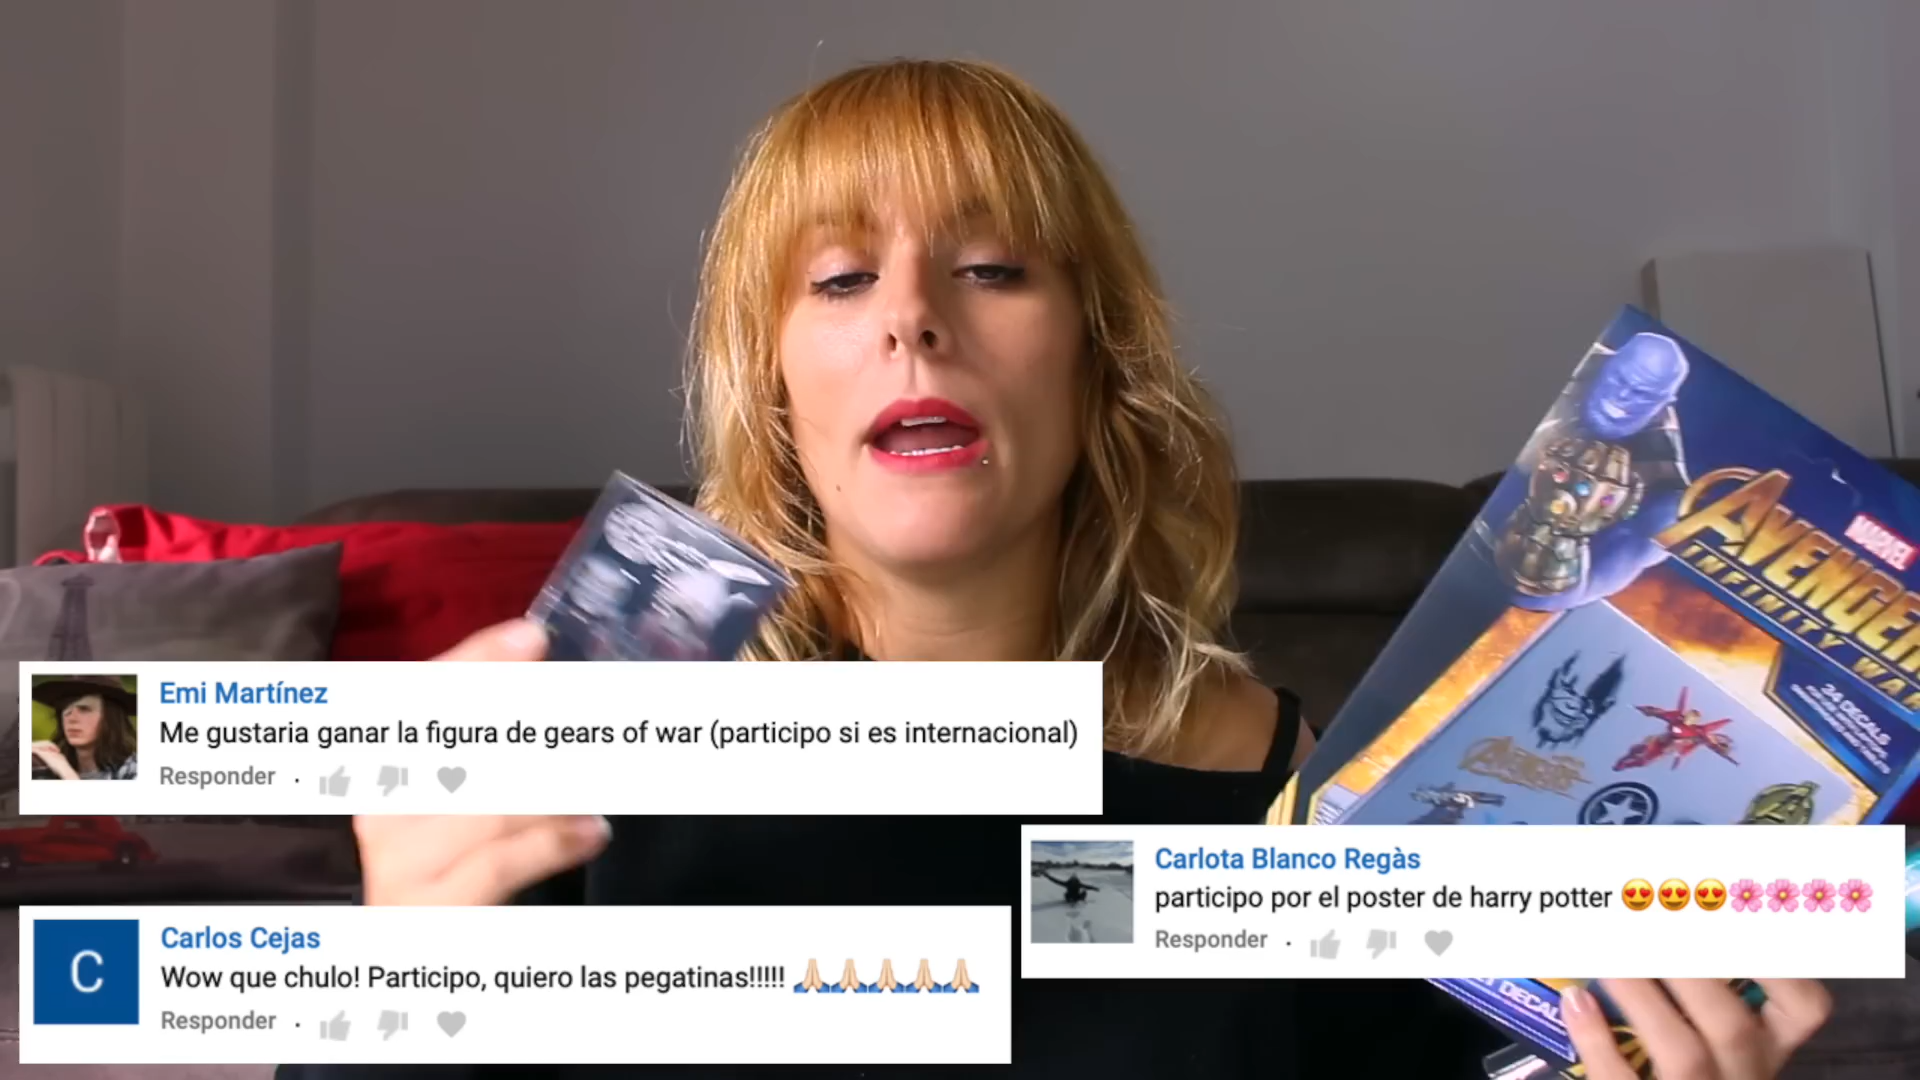 MARVEL
AVENGERS
INFINITY WAR
24 DECALS
Emi Martínez
Me gustaria ganar la figura de gears of war (participo si es internacional)
Responder
Carlota Blanco Regàs
participo por el poster de harry potter 😍😍😍🌸🌸🌸🌸
Responder
C
Carlos Cejas
Wow que chulo! Participo, quiero las pegatinas!!!!! 🙏🏻🙏🏻🙏🏻🙏🏻🙏🏻
Responder